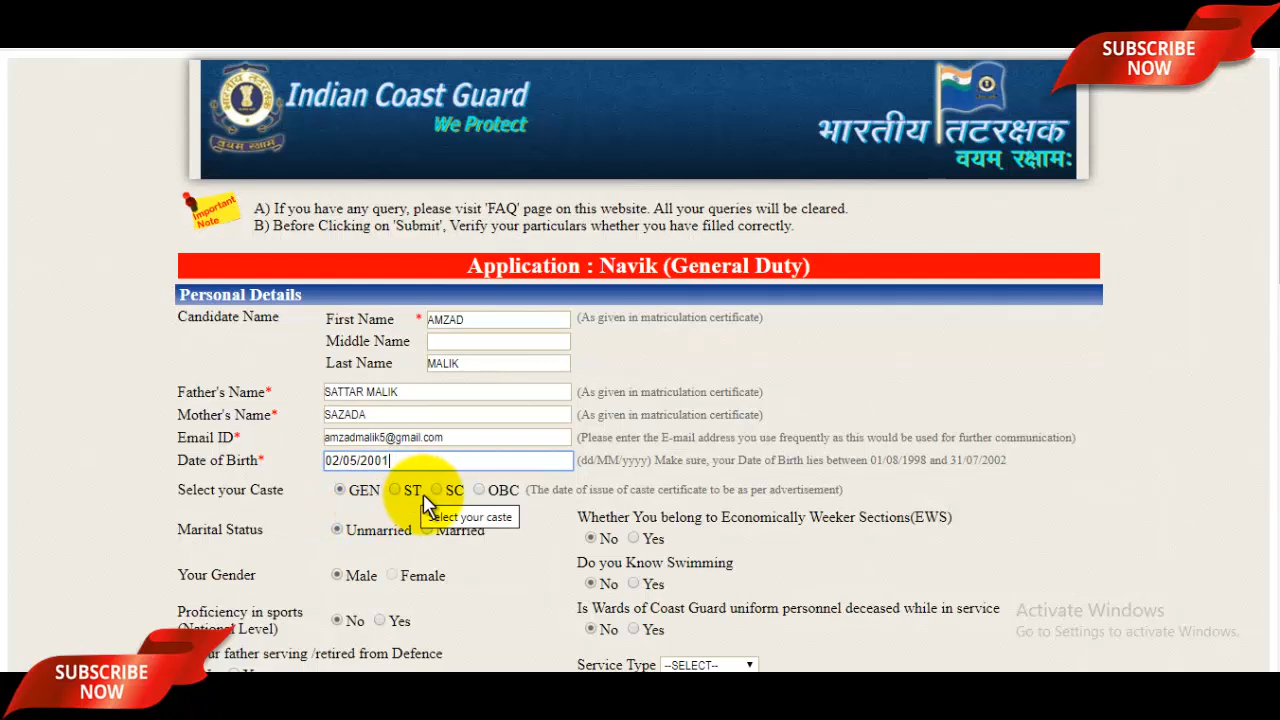 SUBSCRIBE
NOW
Indian Coast Guard
We Protect
भारतीय तटरक्षक
वयम् रक्षामः
Important
Note
A) If you have any query, please visit 'FAQ' page on this website. All your queries will be cleared.
B) Before Clicking on 'Submit', Verify your particulars whether you have filled correctly.
Application : Navik (General Duty)
Personal Details
Candidate Name First Name * AMZAD (As given in matriculation certificate)
Middle Name
Last Name MALIK
Father's Name* SATTAR MALIK (As given in matriculation certificate)
Mother's Name* SAZADA (As given in matriculation certificate)
Email ID* amzadmalik5@gmail.com (Please enter the E-mail address you use frequently as this would be used for further communication)
Date of Birth* 02/05/2001 (dd/MM/yyyy) Make sure, your Date of Birth lies between 01/08/1998 and 31/07/2002
Select your Caste GEN ST SC OBC (The date of issue of caste certificate to be as per advertisement)
Select your caste
Marital Status Unmarried Married
Whether You belong to Economically Weeker Sections(EWS)
No Yes
Your Gender Male Female
Do you Know Swimming
No Yes
Proficiency in sports
(National Level) No Yes
Is Wards of Coast Guard uniform personnel deceased while in service
No Yes
father serving /retired from Defence
Service Type --SELECT--
Activate Windows
Go to Settings to activate Windows.
SUBSCRIBE
NOW